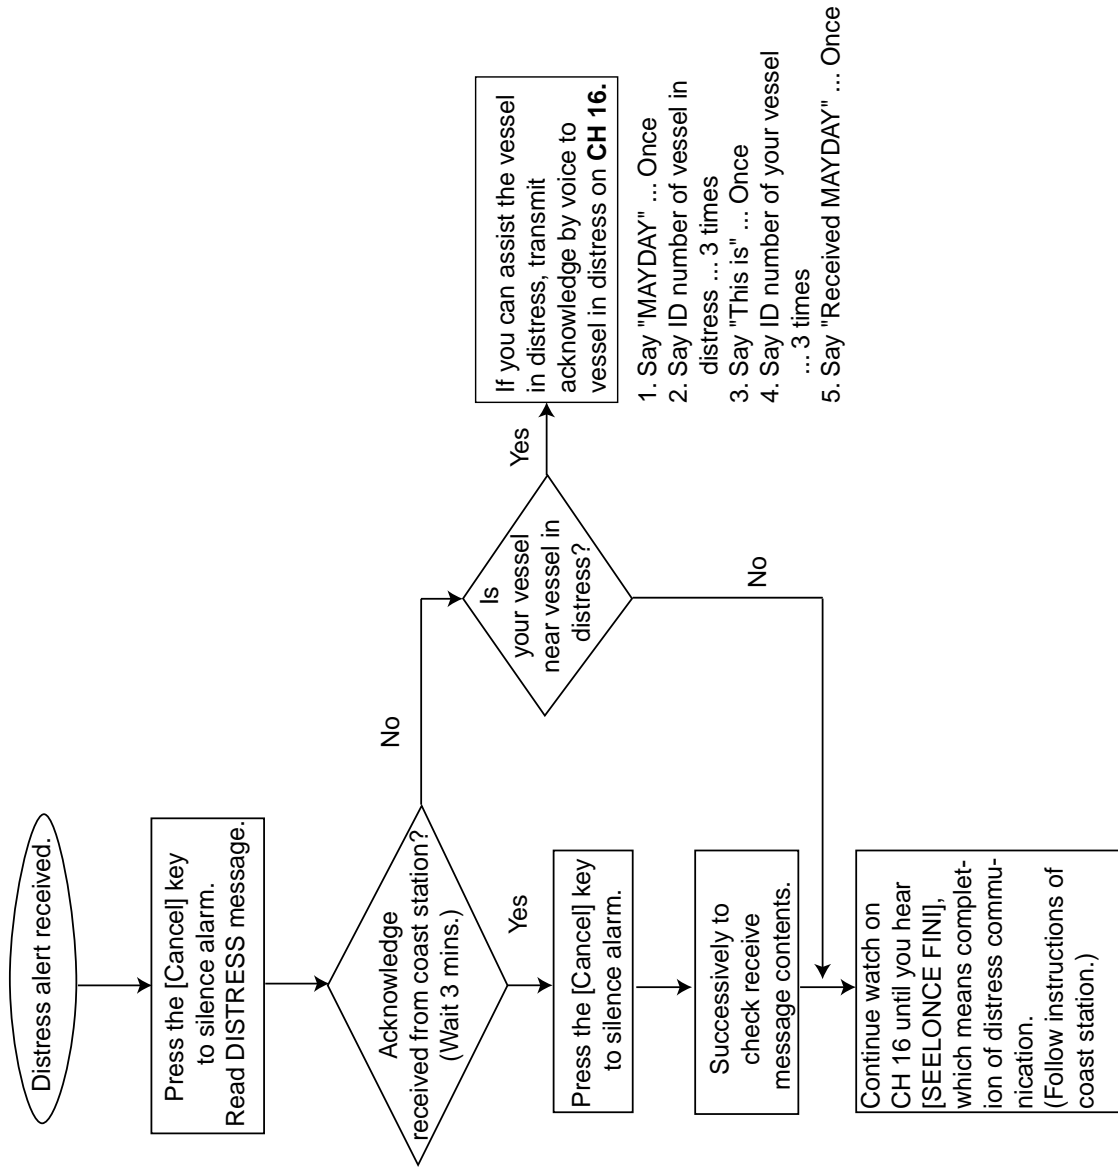 Distress alert received.
Press the [Cancel] key
to silence alarm.
Read DISTRESS message.
Acknowledge
received from coast station?
(Wait 3 mins.)
No
Yes
Is
your vessel
near vessel in
distress?
Yes
No
If you can assist the vessel
in distress, transmit
acknowledge by voice to
vessel in distress on CH 16.
1. Say "MAYDAY" ... Once
2. Say ID number of vessel in
distress ... 3 times
3. Say "This is" ... Once
4. Say ID number of your vessel
... 3 times
5. Say "Received MAYDAY" ... Once
Press the [Cancel] key
to silence alarm.
Successively to
check receive
message contents.
Continue watch on
CH 16 until you hear
[SEELONCE FINI],
which means complet-
ion of distress commu-
nication.
(Follow instructions of
coast station.)